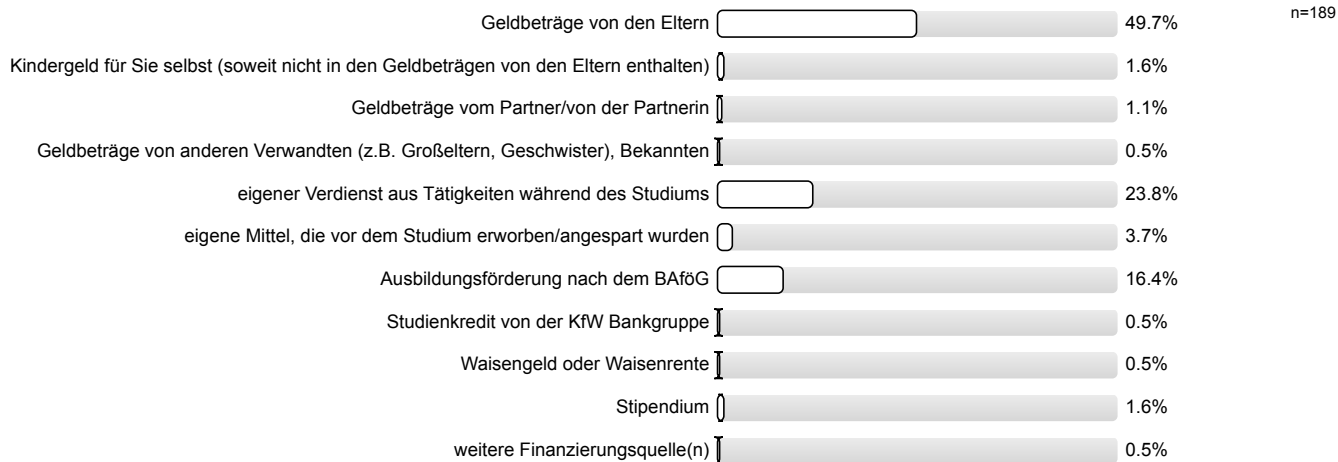 n=189
Geldbeträge von den Eltern 49.7%
Kindergeld für Sie selbst (soweit nicht in den Geldbeträgen von den Eltern enthalten) 1.6%
Geldbeträge vom Partner/von der Partnerin 1.1%
Geldbeträge von anderen Verwandten (z.B. Großeltern, Geschwister), Bekannten 0.5%
eigener Verdienst aus Tätigkeiten während des Studiums 23.8%
eigene Mittel, die vor dem Studium erworben/angespart wurden 3.7%
Ausbildungsförderung nach dem BAföG 16.4%
Studienkredit von der KfW Bankgruppe 0.5%
Waisengeld oder Waisenrente 0.5%
Stipendium 1.6%
weitere Finanzierungsquelle(n) 0.5%